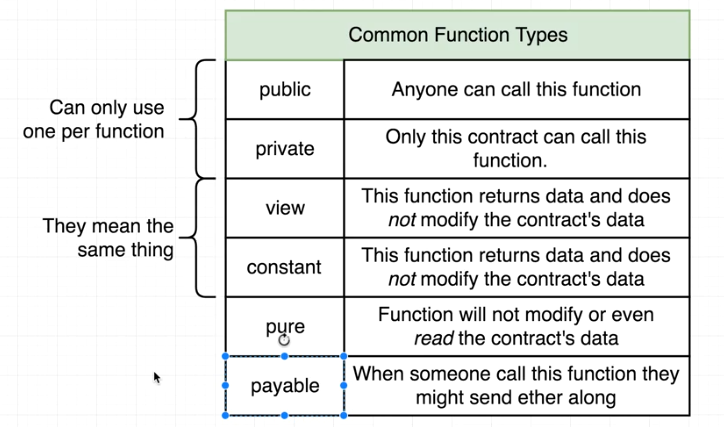 Common Function Types
Can only use
one per function
public
Anyone can call this function
private
Only this contract can call this
function.
They mean the
same thing
view
This function returns data and does
not modify the contract's data
constant
This function returns data and does
not modify the contract's data
pure
Function will not modify or even
read the contract's data
payable
When someone call this function they
might send ether along